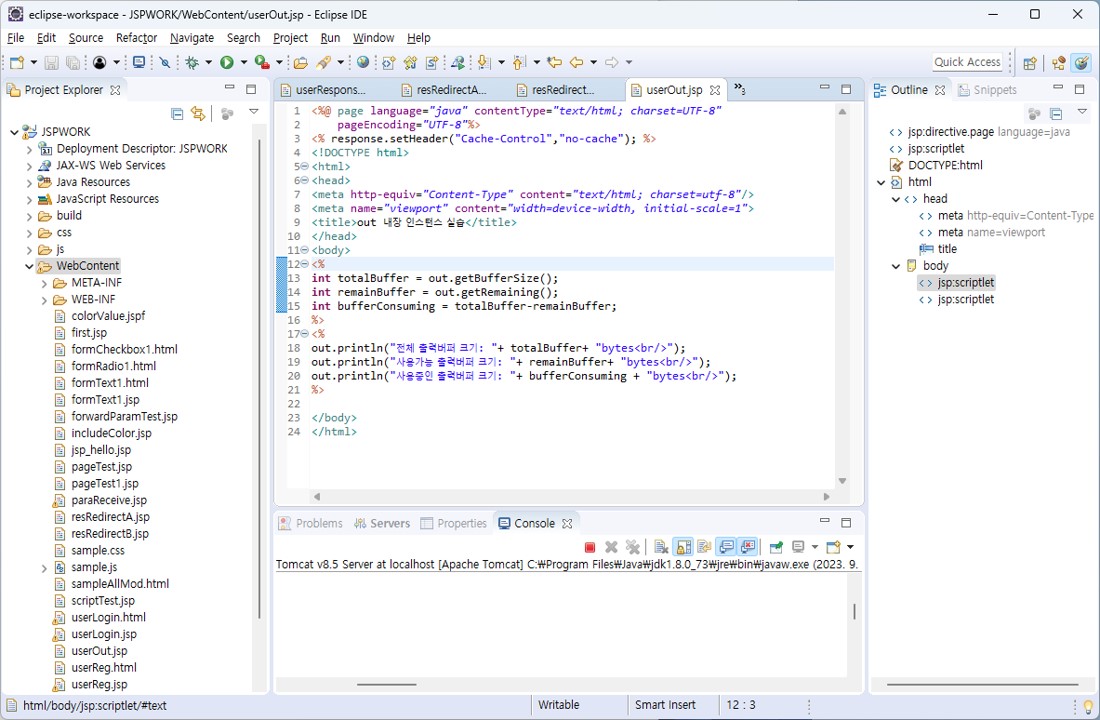 eclipse-workspace - JSPWORK/WebContent/userOut.jsp - Eclipse IDE
File Edit Source Refactor Navigate Search Project Run Window Help
Quick Access
Project Explorer
JSPWORK
Deployment Descriptor: JSPWORK
JAX-WS Web Services
Java Resources
JavaScript Resources
build
css
js
WebContent
META-INF
WEB-INF
colorValue.jspf
first.jsp
formCheckbox1.html
formRadio1.html
formText1.html
formText1.jsp
forwardParamTest.jsp
includeColor.jsp
jsp_hello.jsp
pageTest.jsp
pageTest1.jsp
paraReceive.jsp
resRedirectA.jsp
resRedirectB.jsp
sample.css
sample.js
sampleAllMod.html
scriptTest.jsp
userLogin.html
userLogin.jsp
userOut.jsp
userReg.html
userReg.jsp
userRespons... resRedirectA... resRedirect... userOut.jsp »3
1 <%@ page language="java" contentType="text/html; charset=UTF-8"
2 pageEncoding="UTF-8"%>
3 <% response.setHeader("Cache-Control","no-cache"); %>
4 <!DOCTYPE html>
5 <html>
6 <head>
7 <meta http-equiv="Content-Type" content="text/html; charset=utf-8"/>
8 <meta name="viewport" content="width=device-width, initial-scale=1">
9 <title>out 내장 인스턴스 실습</title>
10 </head>
11 <body>
12 <%
13 int totalBuffer = out.getBufferSize();
14 int remainBuffer = out.getRemaining();
15 int bufferConsuming = totalBuffer-remainBuffer;
16 %>
17 <%
18 out.println("전체 출력버퍼 크기: "+ totalBuffer+ "bytes<br/>");
19 out.println("사용가능 출력버퍼 크기: "+ remainBuffer+ "bytes<br/>");
20 out.println("사용중인 출력버퍼 크기: "+ bufferConsuming + "bytes<br/>");
21 %>
22
23 </body>
24 </html>
Problems Servers Properties Console
Tomcat v8.5 Server at localhost [Apache Tomcat] C:₩Program Files₩Java₩jdk1.8.0_73₩jre₩bin₩javaw.exe (2023. 9.
Outline Snippets
jsp:directive.page language=java
jsp:scriptlet
DOCTYPE:html
html
head
meta http-equiv=Content-Type
meta name=viewport
title
body
jsp:scriptlet
jsp:scriptlet
html/body/jsp:scriptlet/#text Writable Smart Insert 12 : 3